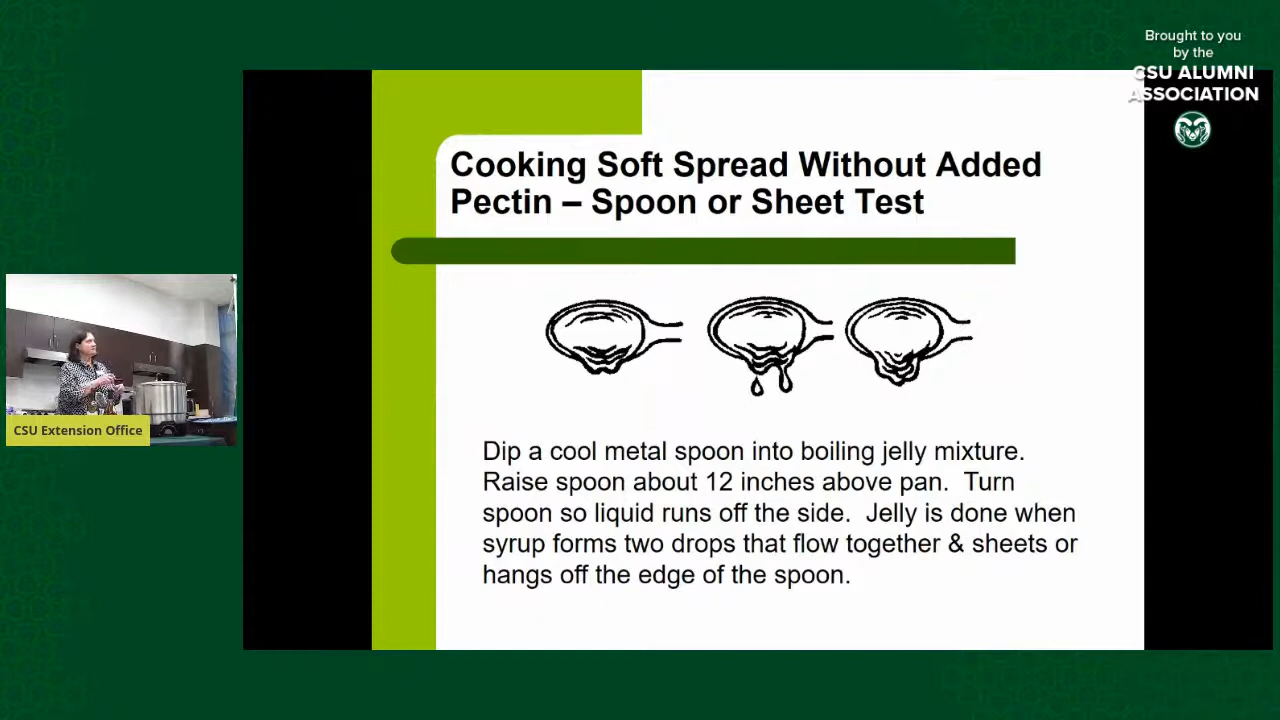 Brought to you
by the
CSU ALUMNI
ASSOCIATION
Cooking Soft Spread Without Added
Pectin – Spoon or Sheet Test
Dip a cool metal spoon into boiling jelly mixture.
Raise spoon about 12 inches above pan.  Turn
spoon so liquid runs off the side.  Jelly is done when
syrup forms two drops that flow together & sheets or
hangs off the edge of the spoon.
CSU Extension Office